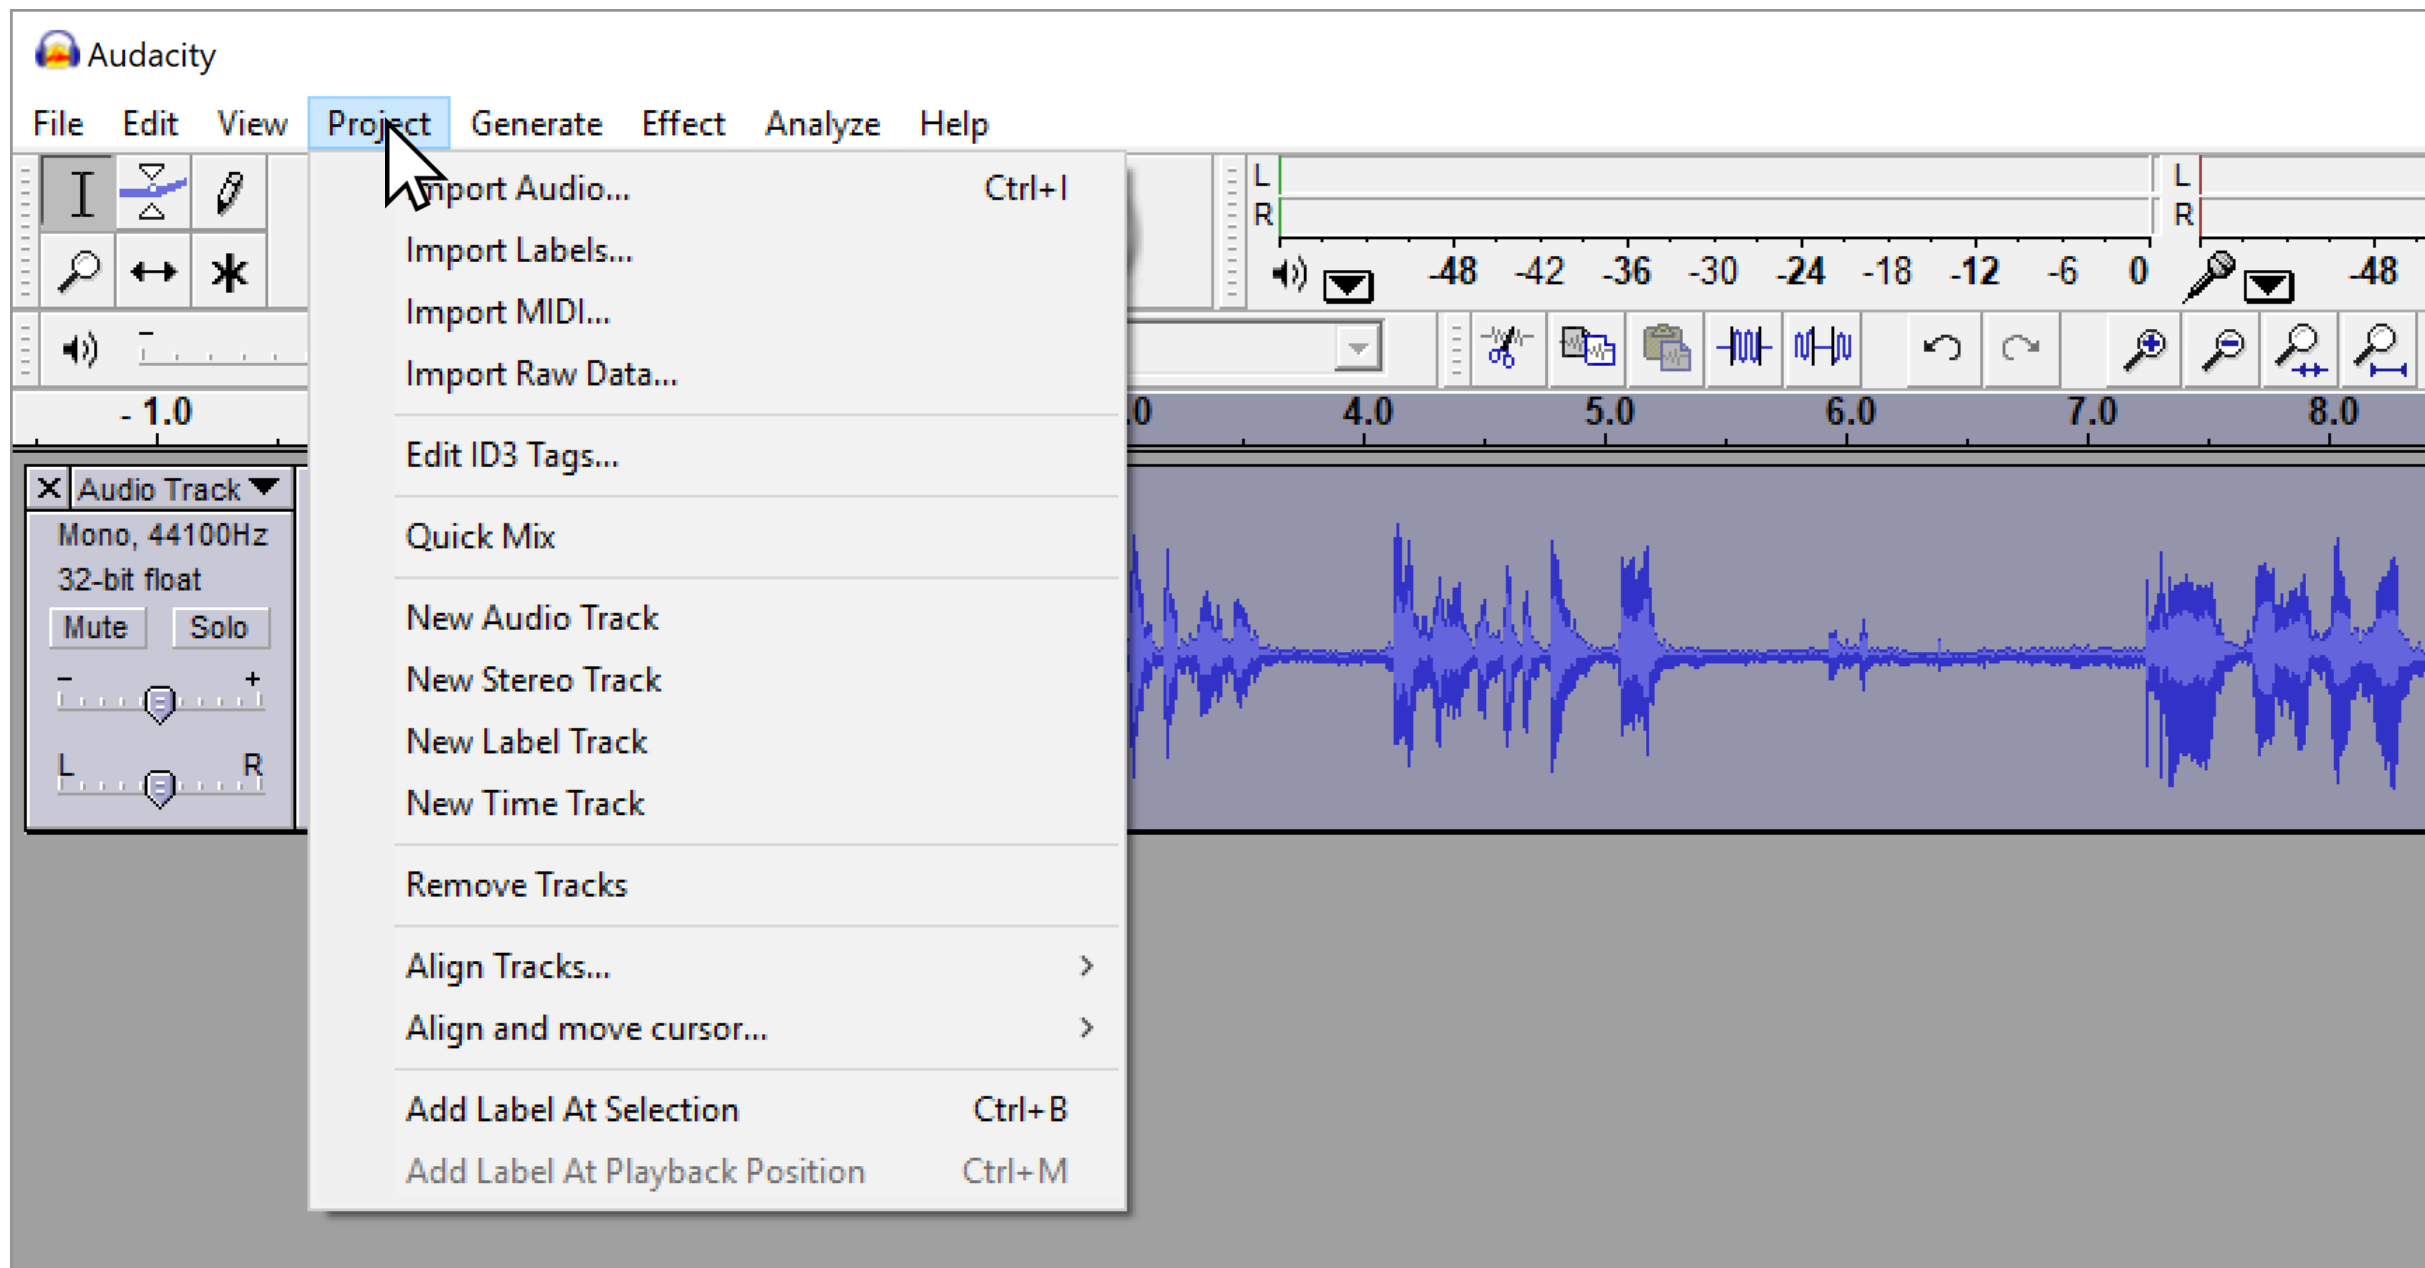 Audacity
File Edit View Project Generate Effect Analyze Help
Import Audio... Ctrl+I
Import Labels...
Import MIDI...
Import Raw Data...
Edit ID3 Tags...
Quick Mix
New Audio Track
New Stereo Track
New Label Track
New Time Track
Remove Tracks
Align Tracks...
Align and move cursor...
Add Label At Selection Ctrl+B
Add Label At Playback Position Ctrl+M
L
R
-48 -42 -36 -30 -24 -18 -12 -6 0
L
R
-48
- 1.0 .0 4.0 5.0 6.0 7.0 8.0
Audio Track
Mono, 44100Hz
32-bit float
Mute Solo
- +
L R